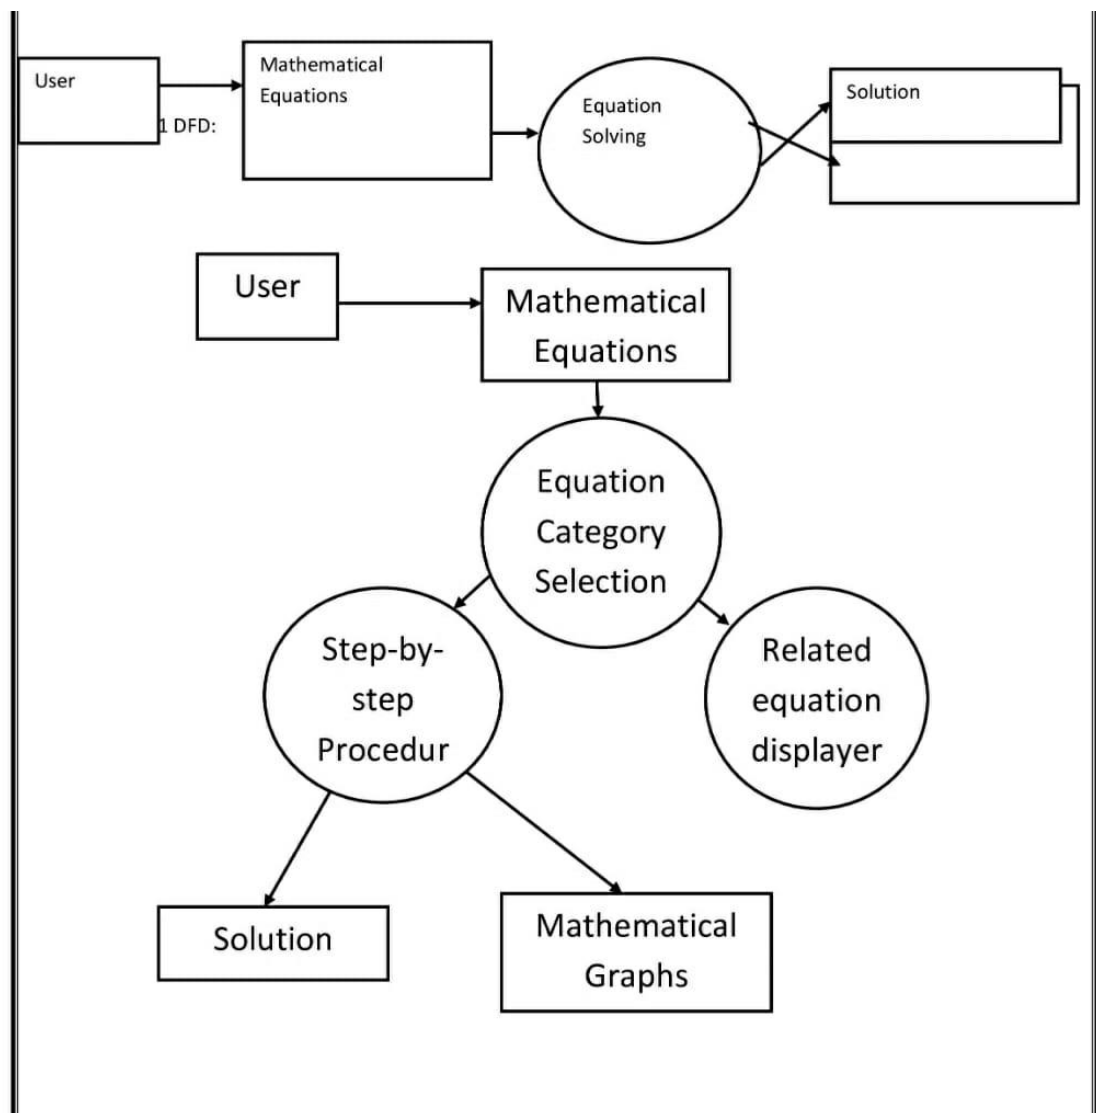 User
Mathematical
Equations
Equation
Solving
Solution
1 DFD:
User
Mathematical
Equations
Equation
Category
Selection
Step-by-
step
Procedur
Related
equation
displayer
Solution
Mathematical
Graphs